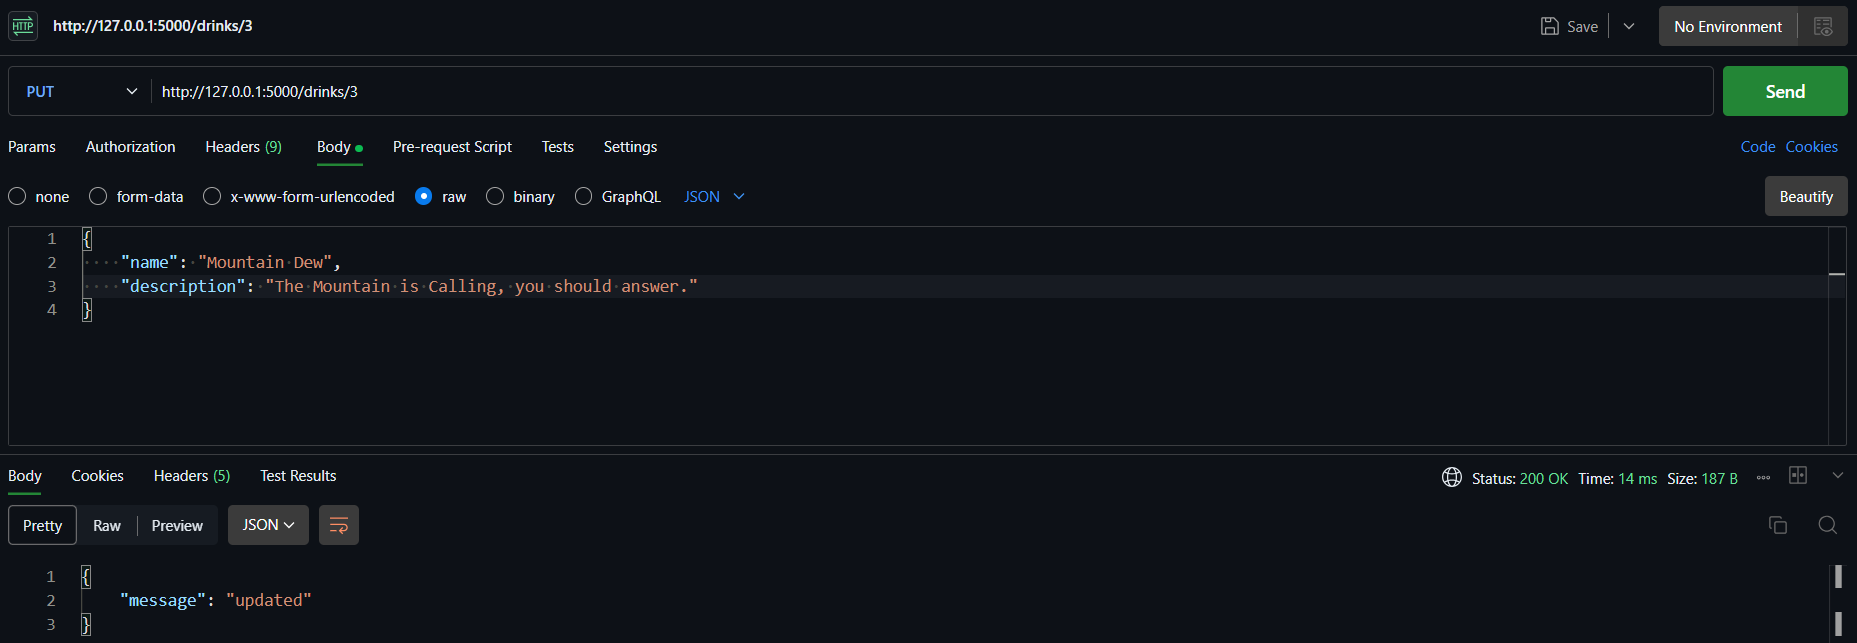 HTTP http://127.0.0.1:5000/drinks/3 Save No Environment
PUT http://127.0.0.1:5000/drinks/3 Send
Params Authorization Headers (9) Body Pre-request Script Tests Settings Code Cookies
none form-data x-www-form-urlencoded raw binary GraphQL JSON Beautify
1 {
2 "name": "Mountain Dew",
3 "description": "The Mountain is Calling, you should answer."
4 }
Body Cookies Headers (5) Test Results Status: 200 OK Time: 14 ms Size: 187 B
Pretty Raw Preview JSON
1 {
2 "message": "updated"
3 }